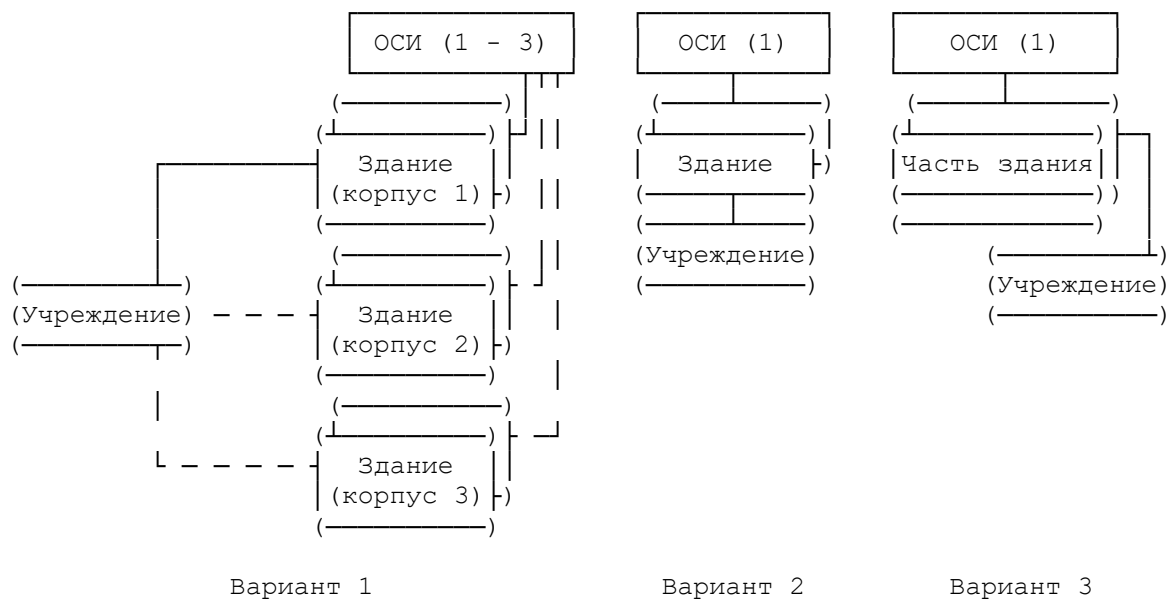 ОСИ (1 - 3)
ОСИ (1)
ОСИ (1)
Здание
(корпус 1)
Здание
Часть здания
(Учреждение)
(Учреждение)
(Учреждение)
Здание
(корпус 2)
Здание
(корпус 3)
Вариант 1
Вариант 2
Вариант 3